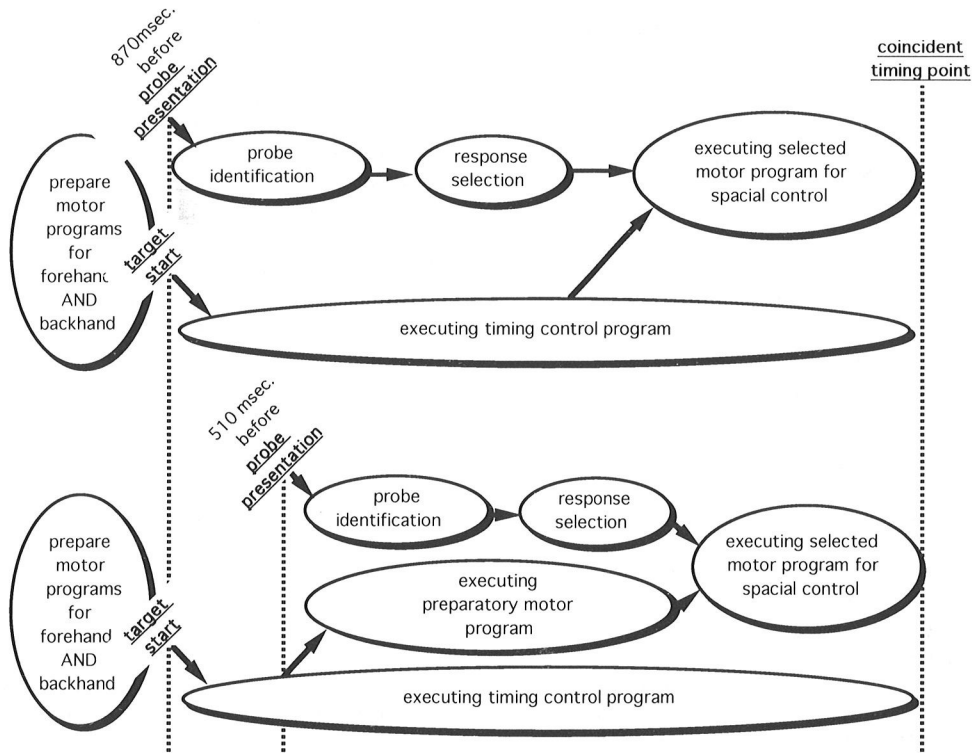 870msec.
before
probe
presentation
coincident
timing point
prepare
motor
programs
for
forehand
AND
backhand
target
start
probe
identification
response
selection
executing selected
motor program for
spacial control
executing timing control program
510 msec.
before
probe
presentation
prepare
motor
programs
for
forehand
AND
backhand
target
start
probe
identification
response
selection
executing
preparatory motor
program
executing selected
motor program for
spacial control
executing timing control program